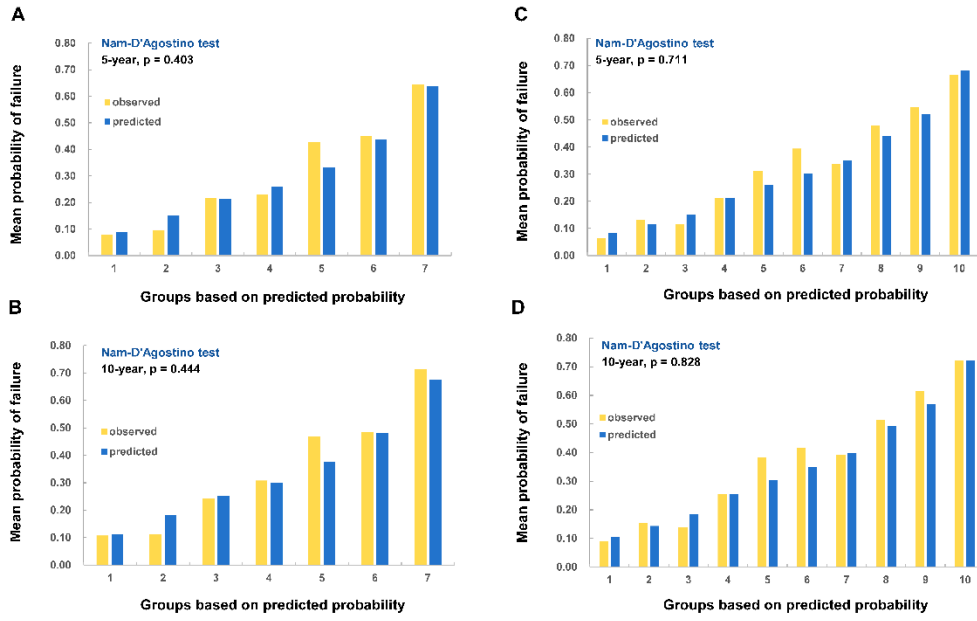 A
Nam-D'Agostino test
5-year, p = 0.403
observed
predicted
Mean probability of failure
0.80
0.70
0.60
0.50
0.40
0.30
0.20
0.10
0.00
1 2 3 4 5 6 7
Groups based on predicted probability
B
Nam-D'Agostino test
10-year, p = 0.444
observed
predicted
Mean probability of failure
0.80
0.70
0.60
0.50
0.40
0.30
0.20
0.10
0.00
1 2 3 4 5 6 7
Groups based on predicted probability
C
Nam-D'Agostino test
5-year, p = 0.711
observed
predicted
Mean probability of failure
0.80
0.70
0.60
0.50
0.40
0.30
0.20
0.10
0.00
1 2 3 4 5 6 7 8 9 10
Groups based on predicted probability
D
Nam-D'Agostino test
10-year, p = 0.828
observed
predicted
Mean probability of failure
0.80
0.70
0.60
0.50
0.40
0.30
0.20
0.10
0.00
1 2 3 4 5 6 7 8 9 10
Groups based on predicted probability